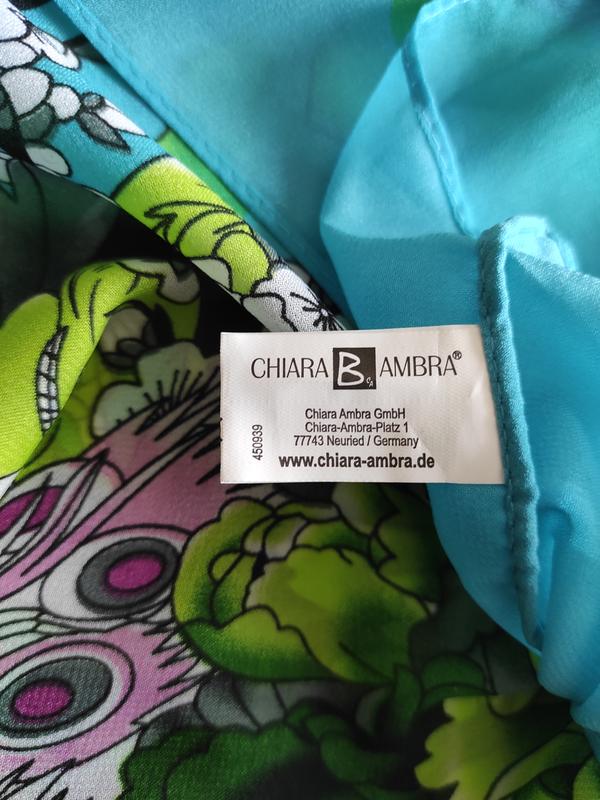 CHIARA B AMBRA®
Chiara Ambra GmbH
Chiara-Ambra-Platz 1
77743 Neuried / Germany
www.chiara-ambra.de
450939